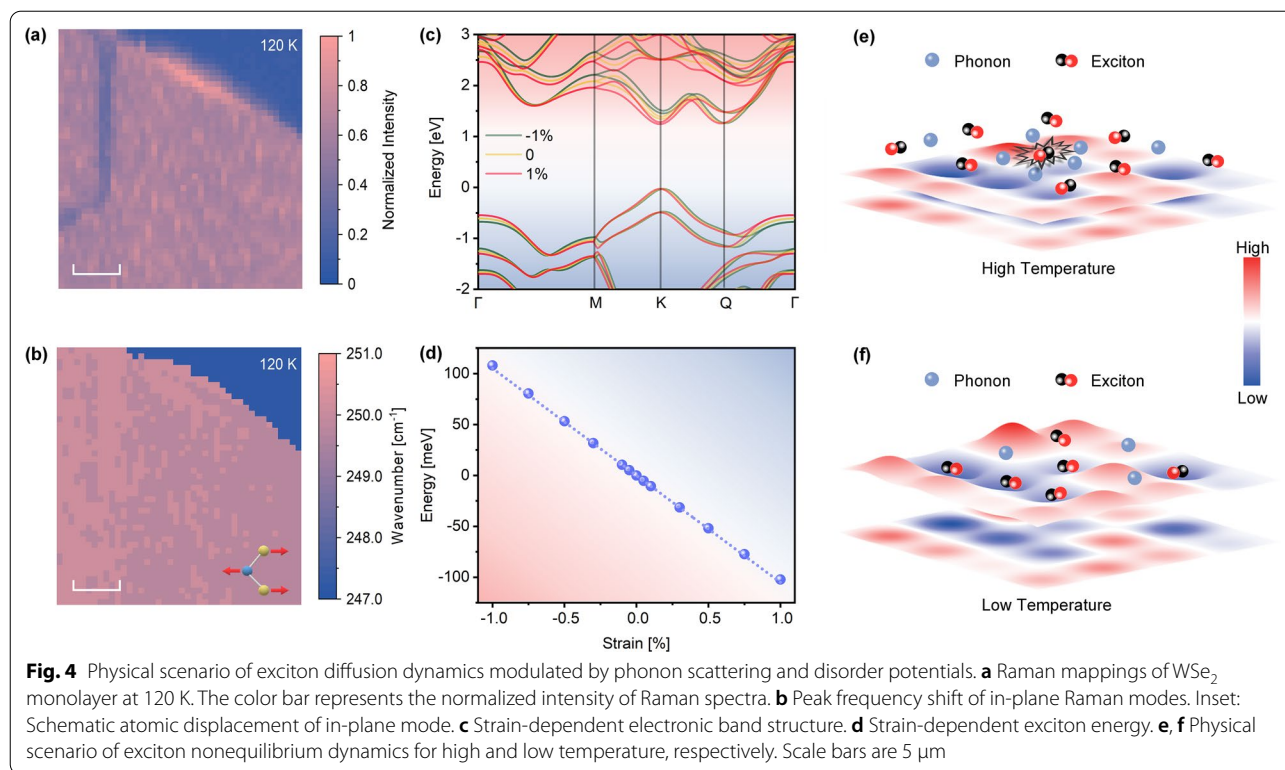 (a)
120 K
1
0.8
0.6
0.4
0.2
0
Normalized Intensity
(b)
120 K
251.0
250.0
249.0
248.0
247.0
Wavenumber [cm⁻¹]
(c)
3
2
1
0
-1
-2
Energy [eV]
-1%
0
1%
Γ M K Q Γ
(d)
100
50
0
-50
-100
Energy [meV]
-1.0 -0.5 0.0 0.5 1.0
Strain [%]
(e)
Phonon Exciton
High Temperature
(f)
Phonon Exciton
Low Temperature
High
Low
Fig. 4 Physical scenario of exciton diffusion dynamics modulated by phonon scattering and disorder potentials. a Raman mappings of WSe₂
monolayer at 120 K. The color bar represents the normalized intensity of Raman spectra. b Peak frequency shift of in-plane Raman modes. Inset:
Schematic atomic displacement of in-plane mode. c Strain-dependent electronic band structure. d Strain-dependent exciton energy. e, f Physical
scenario of exciton nonequilibrium dynamics for high and low temperature, respectively. Scale bars are 5 μm